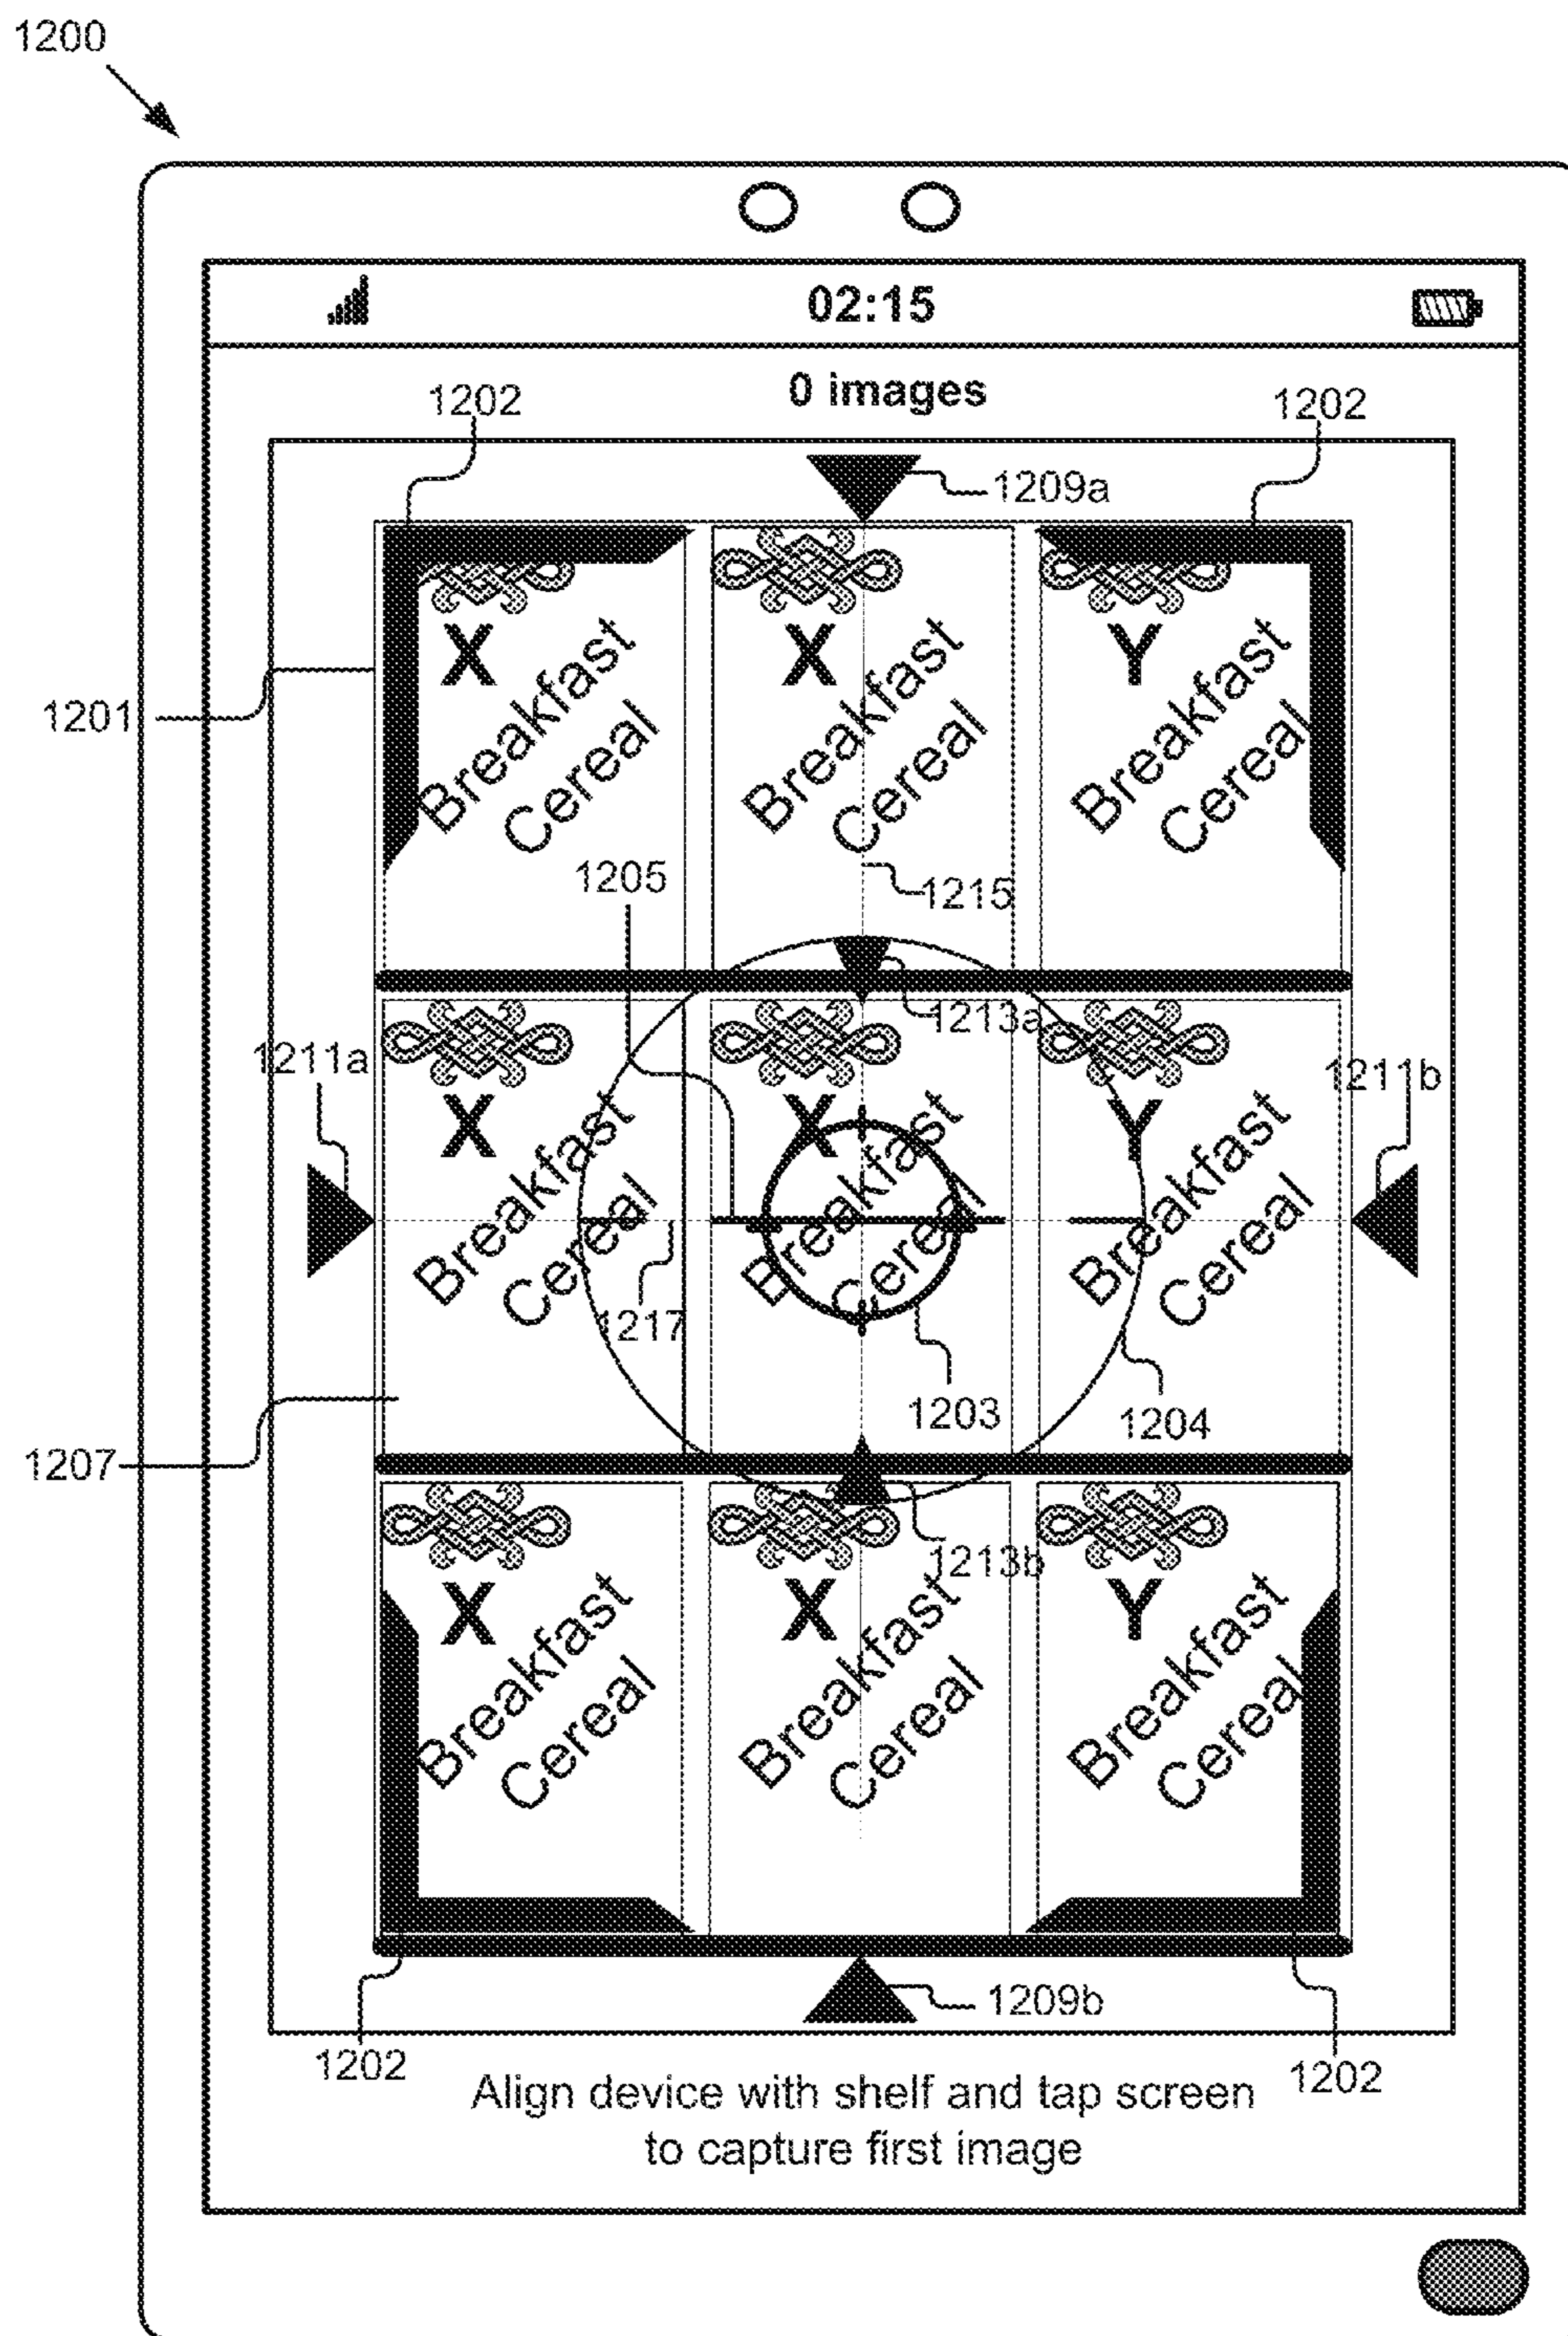 1200
02:15
0 images
1202
1202
1209a
X
Breakfast
Cereal
X
Breakfast
Cereal
Y
Breakfast
Cereal
1201
1205
1215
1213a
1211a
1211b
X
Breakfast
Cereal
X
Breakfast
Cereal
Y
Breakfast
Cereal
1217
1203
1204
1207
1213b
X
Breakfast
Cereal
X
Breakfast
Cereal
Y
Breakfast
Cereal
1209b
1202
1202
Align device with shelf and tap screen
to capture first image